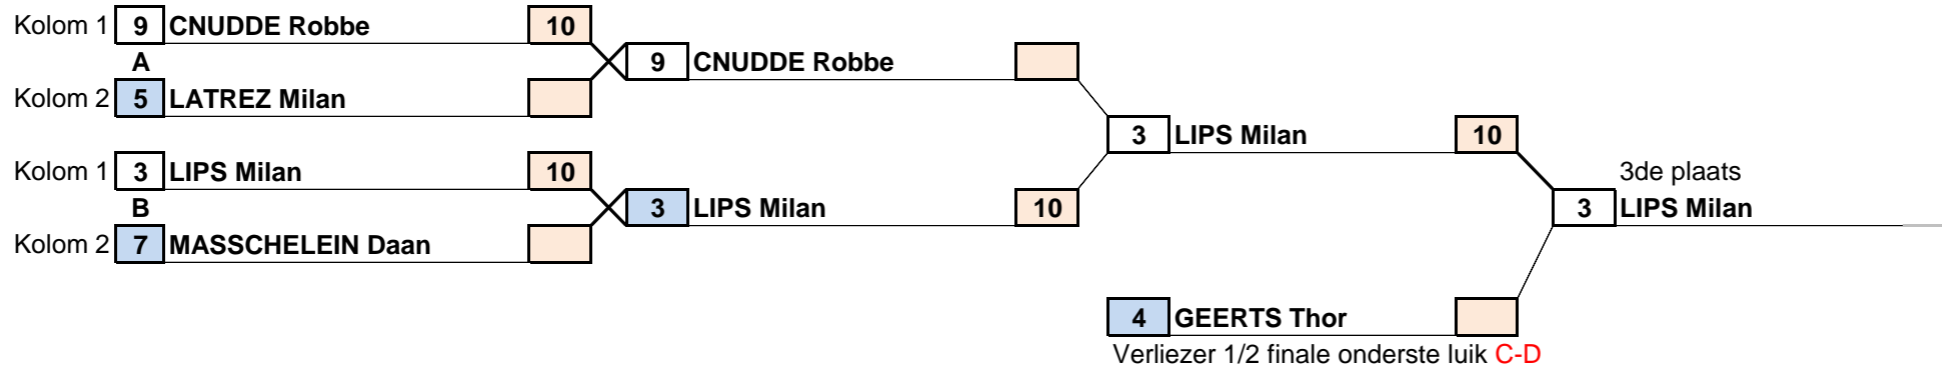 Kolom 1 9 CNUDDE Robbe 10
A
9 CNUDDE Robbe
Kolom 2 5 LATREZ Milan
3 LIPS Milan 10
Kolom 1 3 LIPS Milan 10
3de plaats
B
3 LIPS Milan 10
3 LIPS Milan
Kolom 2 7 MASSCHELEIN Daan
4 GEERTS Thor
Verliezer 1/2 finale onderste luik C-D